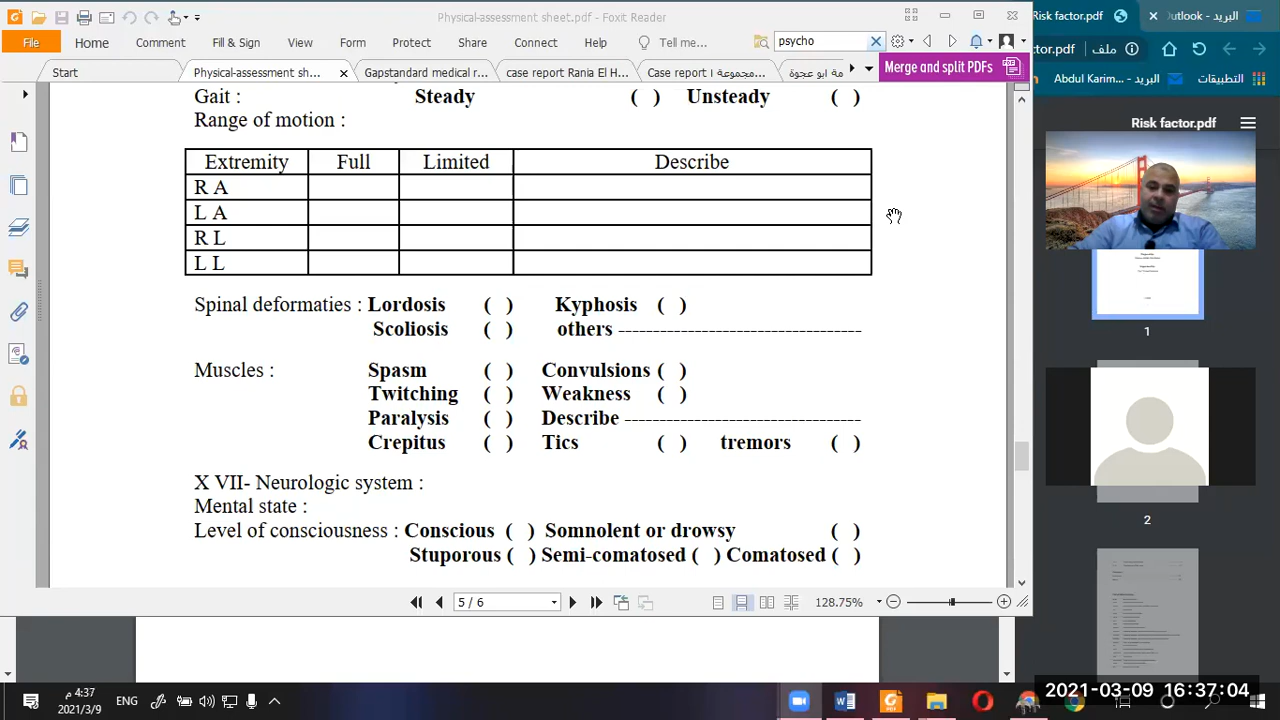 Physical-assessment sheet.pdf - Foxit Reader
File Home Comment Fill & Sign View Form Protect Share Connect Help Tell me... psycho
Start Physical-assessment sh... × Gapstandard medical r... case report Rania El H... Case report ا مجموعة... مة ابو عجوة
Merge and split PDFs
Gait : Steady ( ) Unsteady ( )
Range of motion :
Extremity Full Limited Describe
R A
L A
R L
L L
Spinal deformaties : Lordosis ( ) Kyphosis ( )
Scoliosis ( ) others -----------------------------------
Muscles : Spasm ( ) Convulsions ( )
Twitching ( ) Weakness ( )
Paralysis ( ) Describe ----------------------------------
Crepitus ( ) Tics ( ) tremors ( )
X VII- Neurologic system :
Mental state :
Level of consciousness : Conscious ( ) Somnolent or drowsy ( )
Stuporous ( ) Semi-comatosed ( ) Comatosed ( )
5 / 6
128.75%
Risk factor.pdf
البريد - Outlook
ملف
التطبيقات
البريد - Abdul Karim...
Risk factor.pdf
1
2
4:37 م
2021/3/9
ENG
2021-03-09 16:37:04